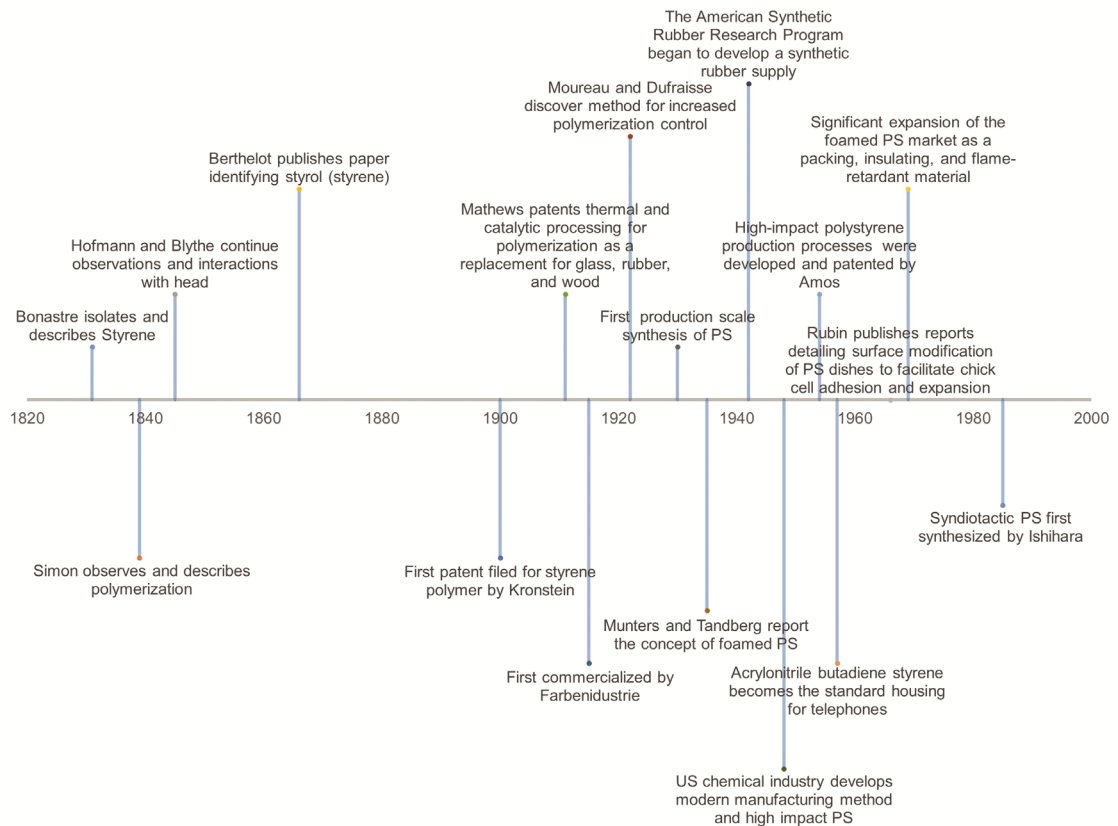 The American Synthetic
Rubber Research Program
began to develop a synthetic
rubber supply
Moureau and Dufraisse
discover method for increased
polymerization control
Significant expansion of the
foamed PS market as a
packing, insulating, and flame-
retardant material
Berthelot publishes paper
identifying styrol (styrene)
Mathews patents thermal and
catalytic processing for
polymerization as a
replacement for glass, rubber,
and wood
High-impact polystyrene
production processes were
developed and patented by
Amos
Hofmann and Blythe continue
observations and interactions
with head
Bonastre isolates and
describes Styrene
First production scale
synthesis of PS
Rubin publishes reports
detailing surface modification
of PS dishes to facilitate chick
cell adhesion and expansion
1820 1840 1860 1880 1900 1920 1940 1960 1980 2000
Syndiotactic PS first
synthesized by Ishihara
Simon observes and describes
polymerization
First patent filed for styrene
polymer by Kronstein
Munters and Tandberg report
the concept of foamed PS
First commercialized by
Farbenidustrie
Acrylonitrile butadiene styrene
becomes the standard housing
for telephones
US chemical industry develops
modern manufacturing method
and high impact PS